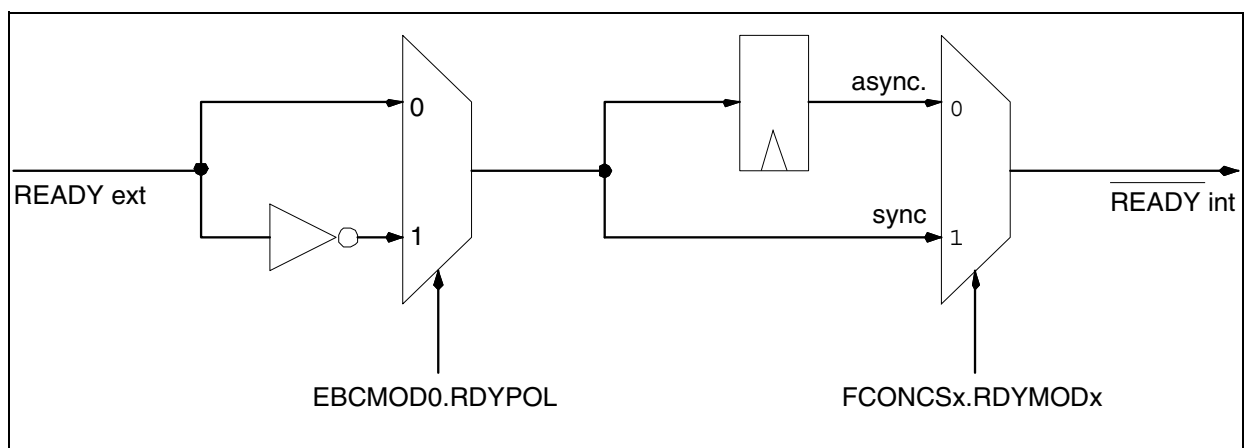 async.
0
0
READY ext
READY int
sync
1
1
EBCMOD0.RDYPOL
FCONCSx.RDYMODx